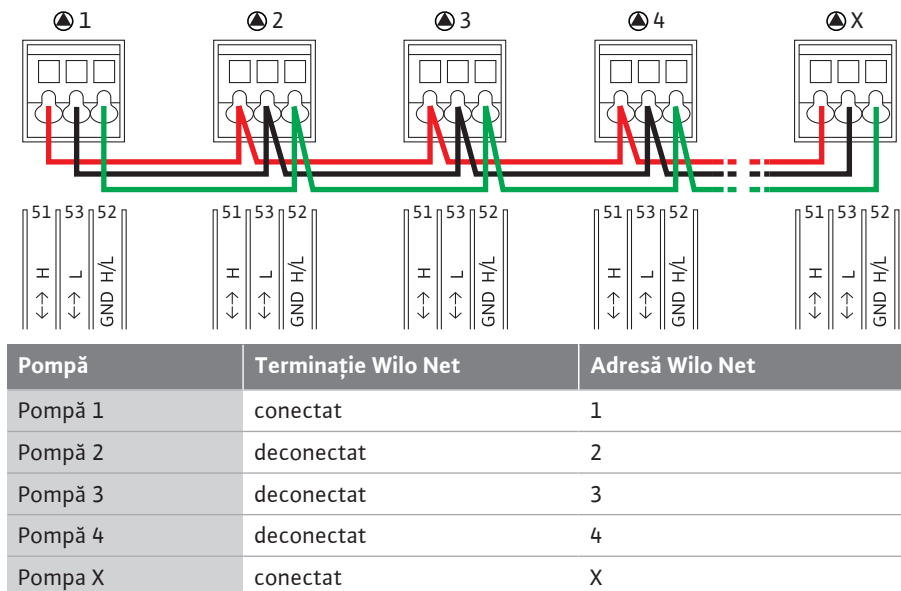 1 2 3 4 X
51 53 52 51 53 52 51 53 52 51 53 52 51 53 52
<--> H <--> L GND H/L <--> H <--> L GND H/L <--> H <--> L GND H/L <--> H <--> L GND H/L <--> H <--> L GND H/L
Pompă Terminație Wilo Net Adresă Wilo Net
Pompă 1 conectat 1
Pompă 2 deconectat 2
Pompă 3 deconectat 3
Pompă 4 deconectat 4
Pompa X conectat X